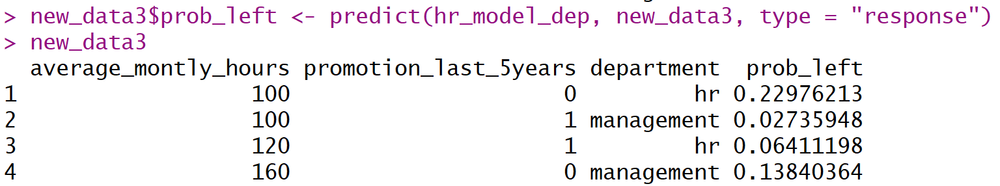 > new_data3$prob_left <- predict(hr_model_dep, new_data3, type = "response")
> new_data3
  average_montly_hours promotion_last_5years department  prob_left
1                  100                     0         hr 0.22976213
2                  100                     1 management 0.02735948
3                  120                     1         hr 0.06411198
4                  160                     0 management 0.13840364